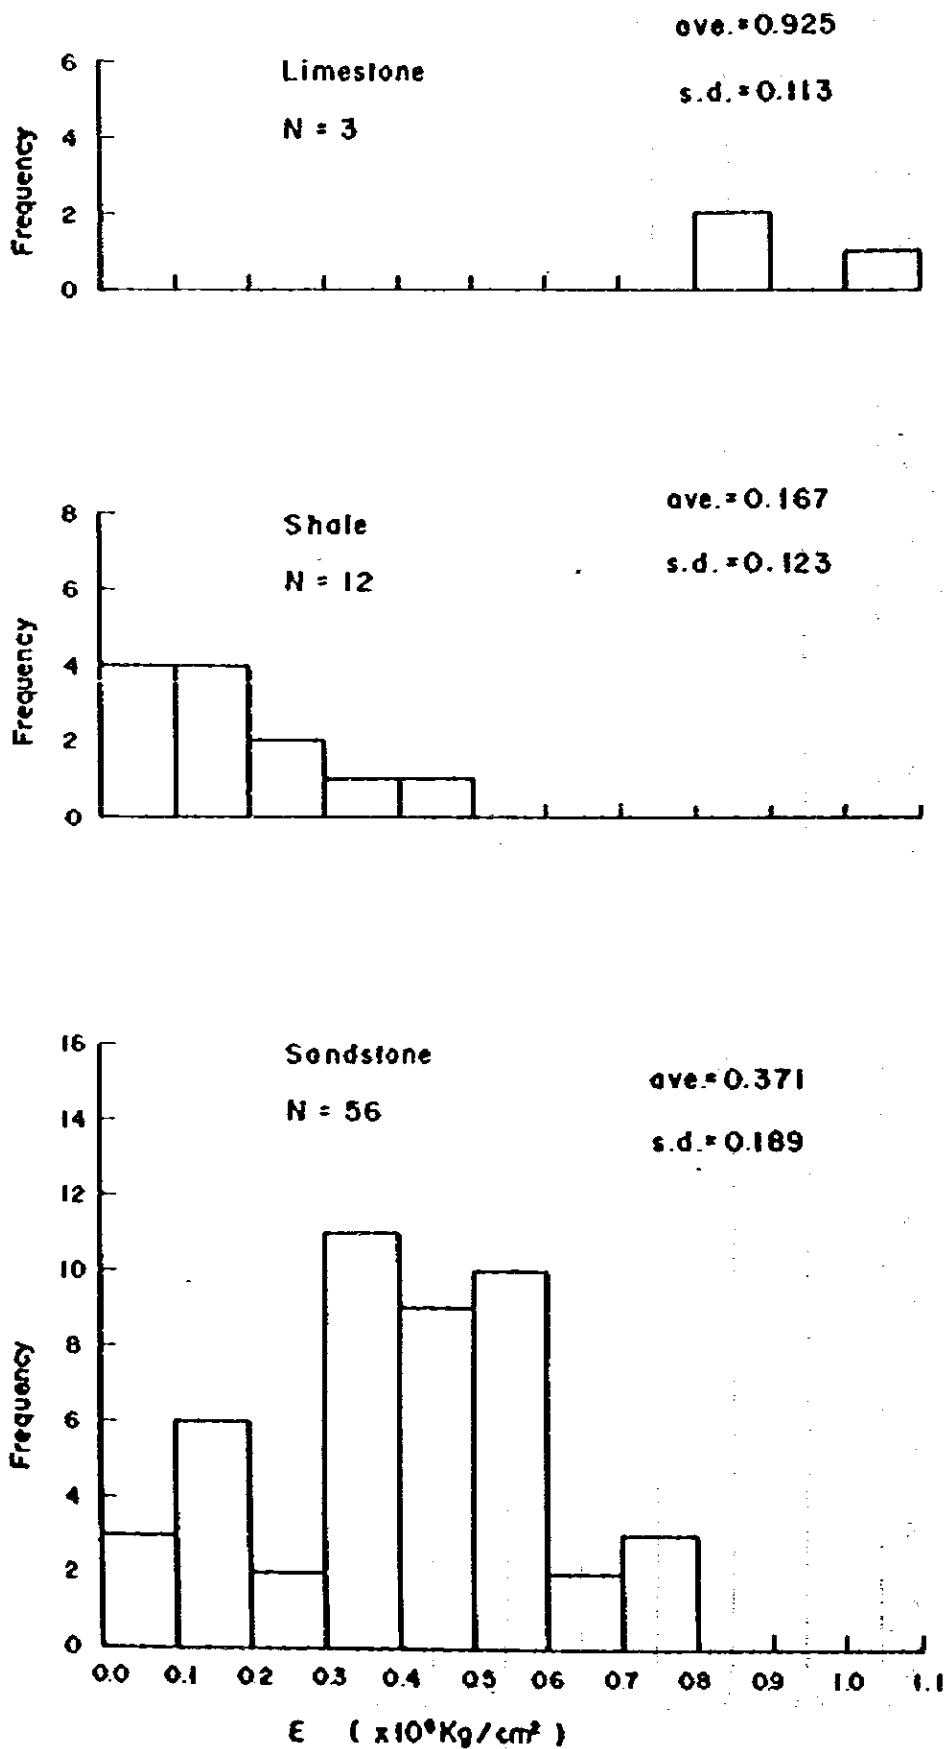 ave.=0.925
Limestone
s.d.=0.113
N = 3
Frequency
6
4
2
0
ave.=0.167
Shale
s.d.=0.123
N = 12
Frequency
8
6
4
2
0
Sandstone
ave.=0.371
N = 56
s.d.=0.189
Frequency
16
14
12
10
8
6
4
2
0
0.0 0.1 0.2 0.3 0.4 0.5 0.6 0.7 0.8 0.9 1.0 1.1
E ( x10⁶Kg/cm² )